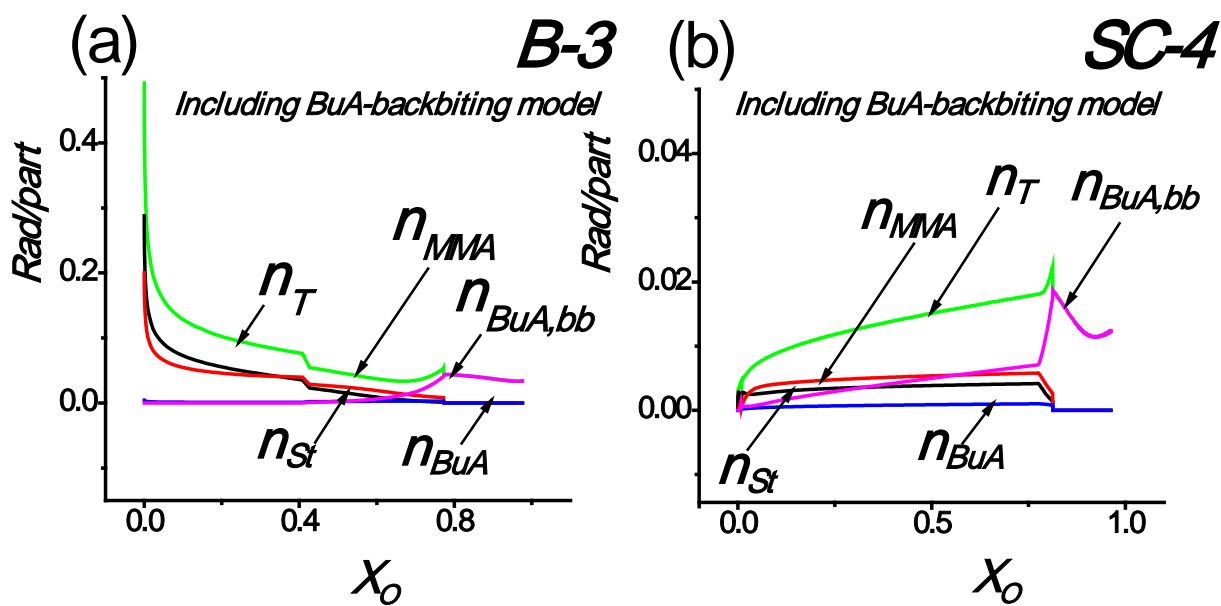 (a) B-3
Including BuA-backbiting model
Rad/part
0.4
0.2
0.0
n_T
n_MMA
n_BuA,bb
n_St
n_BuA
0.0 0.4 0.8
X_O
(b) SC-4
Including BuA-backbiting model
Rad/part
0.04
0.02
0.00
n_T
n_MMA
n_BuA,bb
n_St
n_BuA
0.0 0.5 1.0
X_O